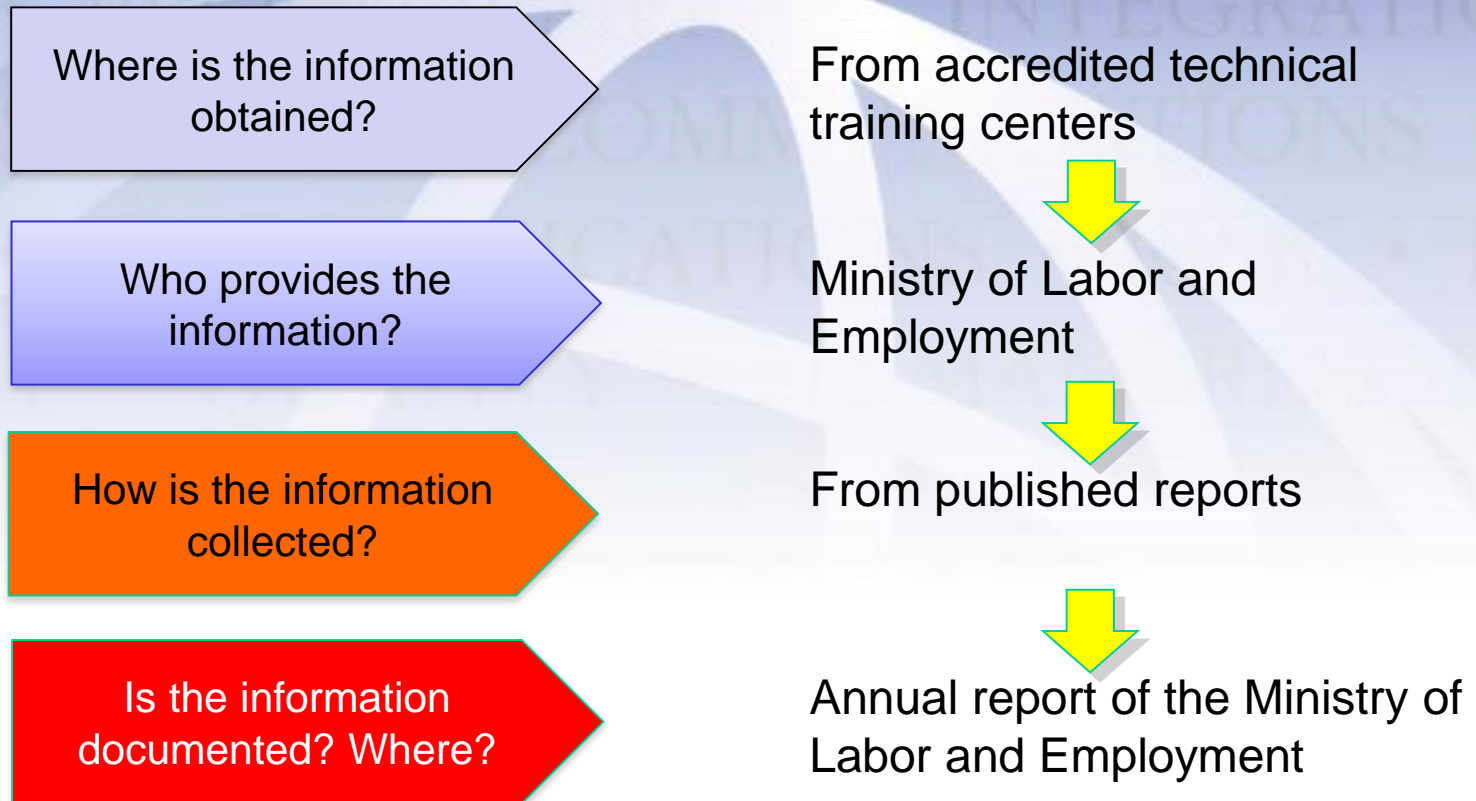 INTEGRATIO
Where is the information
obtained?
From accredited technical
training centers
Who provides the
information?
Ministry of Labor and
Employment
How is the information
collected?
From published reports
Is the information
documented? Where?
Annual report of the Ministry of
Labor and Employment